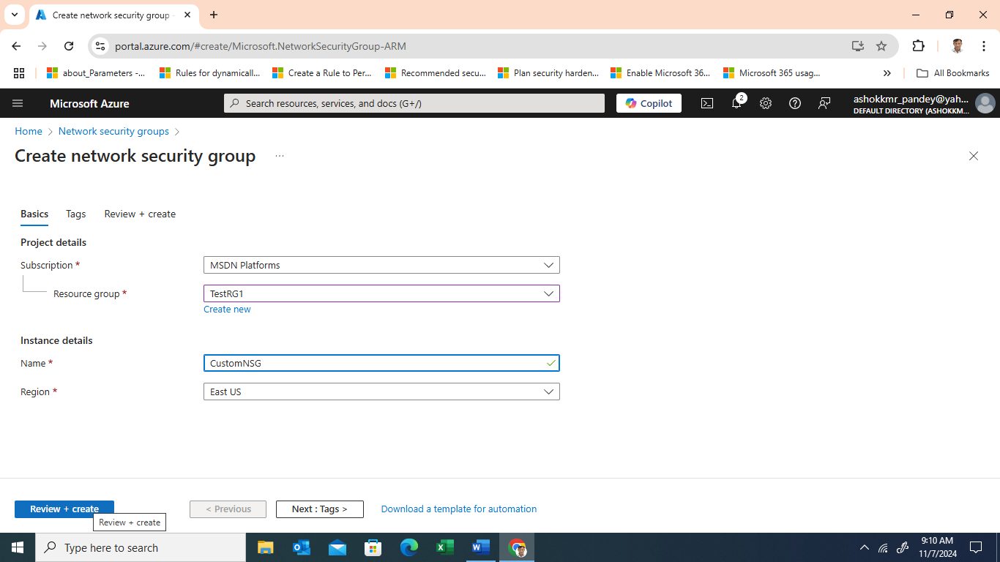 Create network security group -
portal.azure.com/#create/Microsoft.NetworkSecurityGroup-ARM
about_Parameters -...
Rules for dynamicall...
Create a Rule to Per...
Recommended secu...
Plan security harden...
Enable Microsoft 36...
Microsoft 365 usag...
All Bookmarks
Microsoft Azure
Search resources, services, and docs (G+/)
Copilot
2
ashokkmr_pandey@yah...
DEFAULT DIRECTORY (ASHOKKM...
Home > Network security groups >
Create network security group ...
Basics Tags Review + create
Project details
Subscription * MSDN Platforms
Resource group * TestRG1
Create new
Instance details
Name * CustomNSG
Region * East US
Review + create < Previous Next : Tags > Download a template for automation
Review + create
Type here to search
9:10 AM
11/7/2024